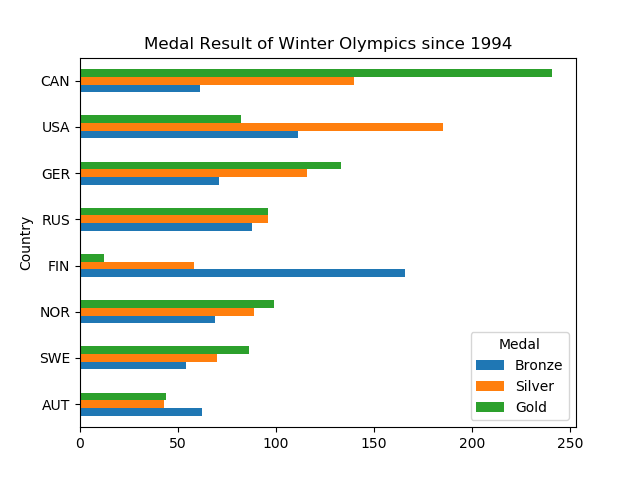 Medal Result of Winter Olympics since 1994
Country
CAN
USA
GER
RUS
FIN
NOR
SWE
AUT
Medal
Bronze
Silver
Gold
0 50 100 150 200 250